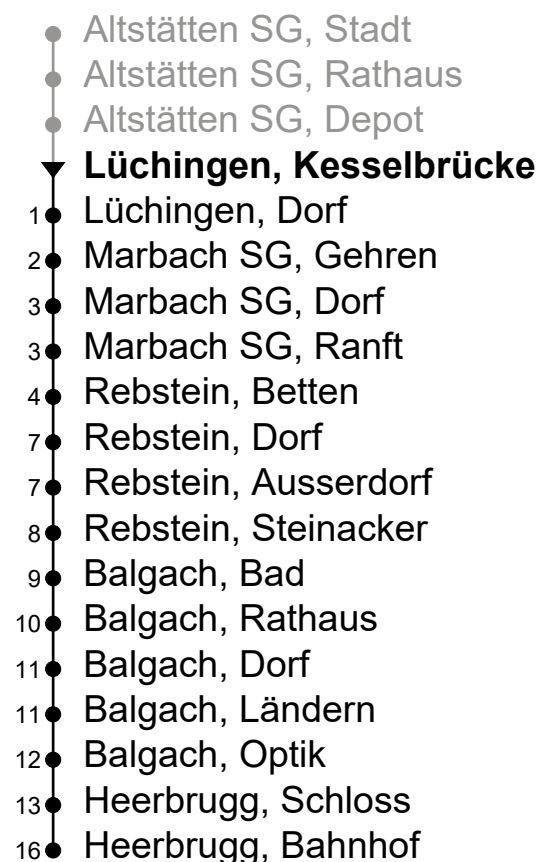 Altstätten SG, Stadt
Altstätten SG, Rathaus
Altstätten SG, Depot
Lüchingen, Kesselbrücke
1 Lüchingen, Dorf
2 Marbach SG, Gehren
3 Marbach SG, Dorf
3 Marbach SG, Ranft
4 Rebstein, Betten
7 Rebstein, Dorf
7 Rebstein, Ausserdorf
8 Rebstein, Steinacker
9 Balgach, Bad
10 Balgach, Rathaus
11 Balgach, Dorf
11 Balgach, Ländern
12 Balgach, Optik
13 Heerbrugg, Schloss
16 Heerbrugg, Bahnhof